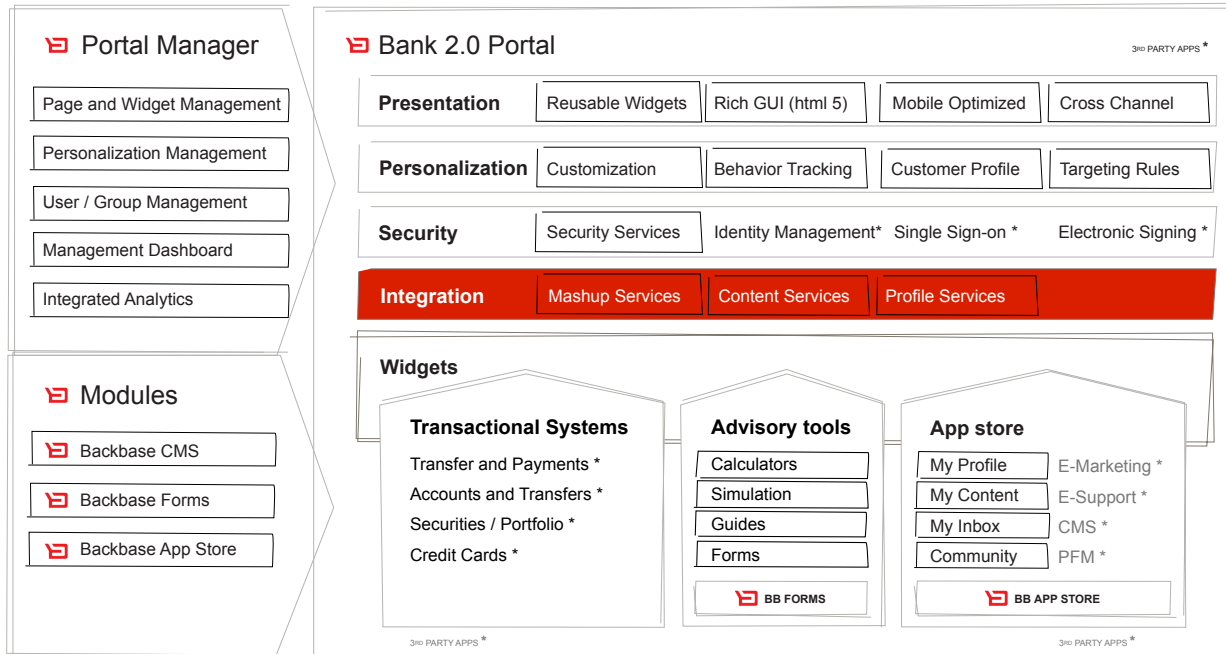 Portal Manager
Page and Widget Management
Personalization Management
User / Group Management
Management Dashboard
Integrated Analytics
Modules
Backbase CMS
Backbase Forms
Backbase App Store
Bank 2.0 Portal
3RD PARTY APPS *
Presentation Reusable Widgets Rich GUI (html 5) Mobile Optimized Cross Channel
Personalization Customization Behavior Tracking Customer Profile Targeting Rules
Security Security Services Identity Management* Single Sign-on * Electronic Signing *
Integration Mashup Services Content Services Profile Services
Widgets
Transactional Systems
Transfer and Payments *
Accounts and Transfers *
Securities / Portfolio *
Credit Cards *
3RD PARTY APPS *
Advisory tools
Calculators
Simulation
Guides
Forms
BB FORMS
App store
My Profile E-Marketing *
My Content E-Support *
My Inbox CMS *
Community PFM *
BB APP STORE
3RD PARTY APPS *